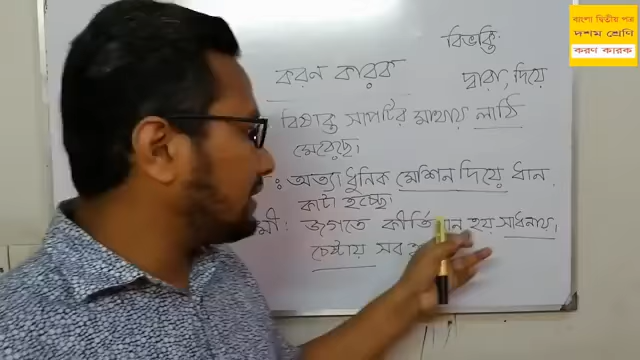 বাংলা দ্বিতীয় পত্র
দশম শ্রেণি
করণ কারক
বিভক্তি
করন কারক
দ্বারা, দিয়ে
বিষাক্ত সাপটির মাথায় লাঠি
মেরেছে।
: অত্যাধুনিক মেশিন দিয়ে ধান
কাটা হচ্ছে।
মী: জগতে কীর্তিমান হয় সাধনায়।
চেষ্টায় সব